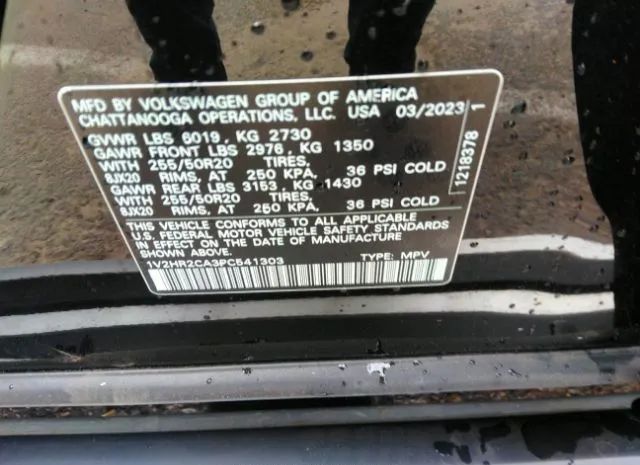 MFD BY VOLKSWAGEN GROUP OF AMERICA
CHATTANOOGA OPERATIONS, LLC. USA 03/2023
GVWR LBS 6019 , KG 2730
GAWR FRONT LBS 2976 , KG 1350
WITH 255/50R20 TIRES,
8JX20 RIMS, AT 250 KPA, 36 PSI COLD
GAWR REAR LBS 3153 , KG 1430
WITH 255/50R20 TIRES,
8JX20 RIMS, AT 250 KPA, 36 PSI COLD
THIS VEHICLE CONFORMS TO ALL APPLICABLE
U.S. FEDERAL MOTOR VEHICLE SAFETY STANDARDS
IN EFFECT ON THE DATE OF MANUFACTURE
SHOWN ABOVE.
1V2HR2CA3PC541303 TYPE: MPV
1218378 1